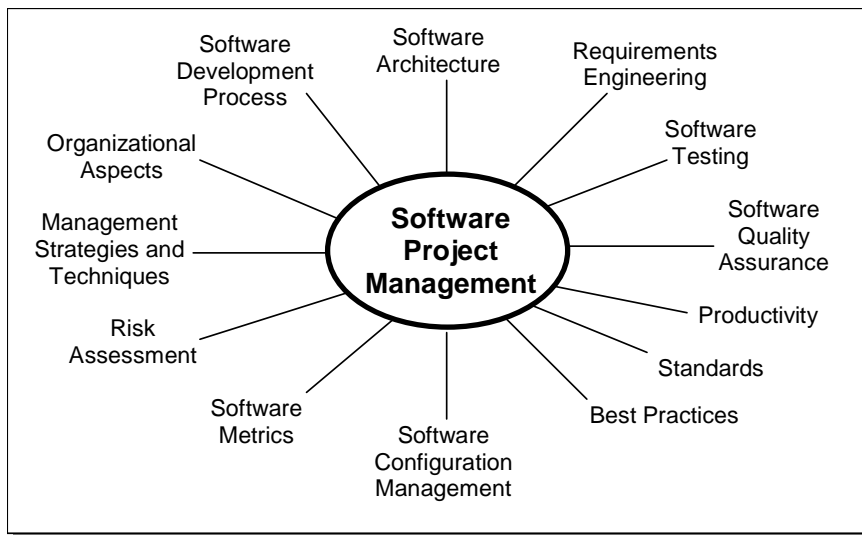 Software
Development
Process
Software
Architecture
Requirements
Engineering
Software
Testing
Organizational
Aspects
Software
Project
Management
Software
Quality
Assurance
Management
Strategies and
Techniques
Productivity
Risk
Assessment
Standards
Best Practices
Software
Metrics
Software
Configuration
Management